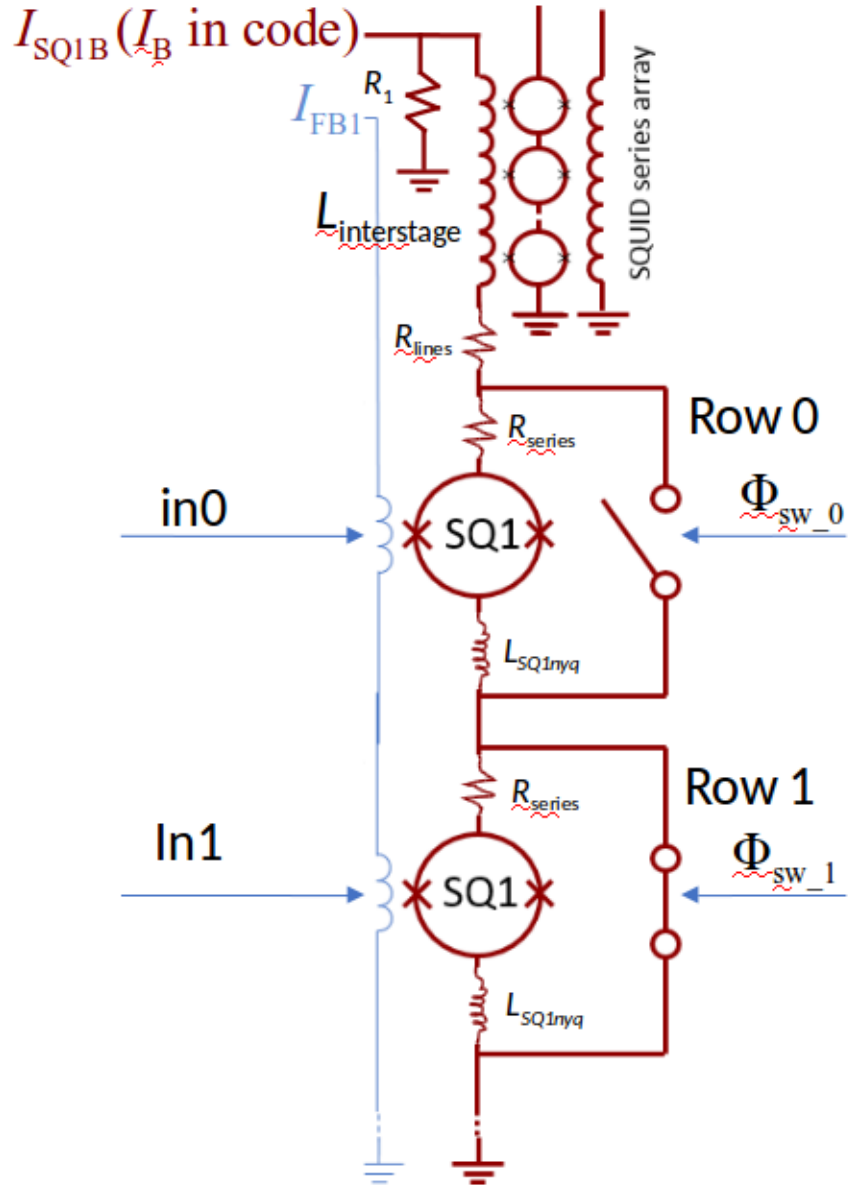 I_SQ1B (I_B in code)
R_1
I_FB1
L_interstage
SQUID series array
R_lines
R_series
Row 0
in0
SQ1
Φ_sw_0
L_SQ1nyq
R_series
Row 1
In1
SQ1
Φ_sw_1
L_SQ1nyq